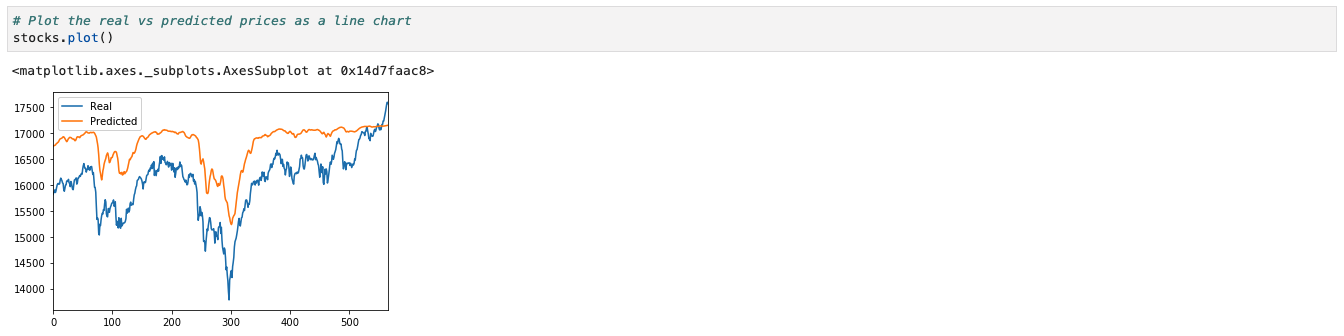 # Plot the real vs predicted prices as a line chart
stocks.plot()
<matplotlib.axes._subplots.AxesSubplot at 0x14d7faac8>
Real
Predicted
17500
17000
16500
16000
15500
15000
14500
14000
0 100 200 300 400 500